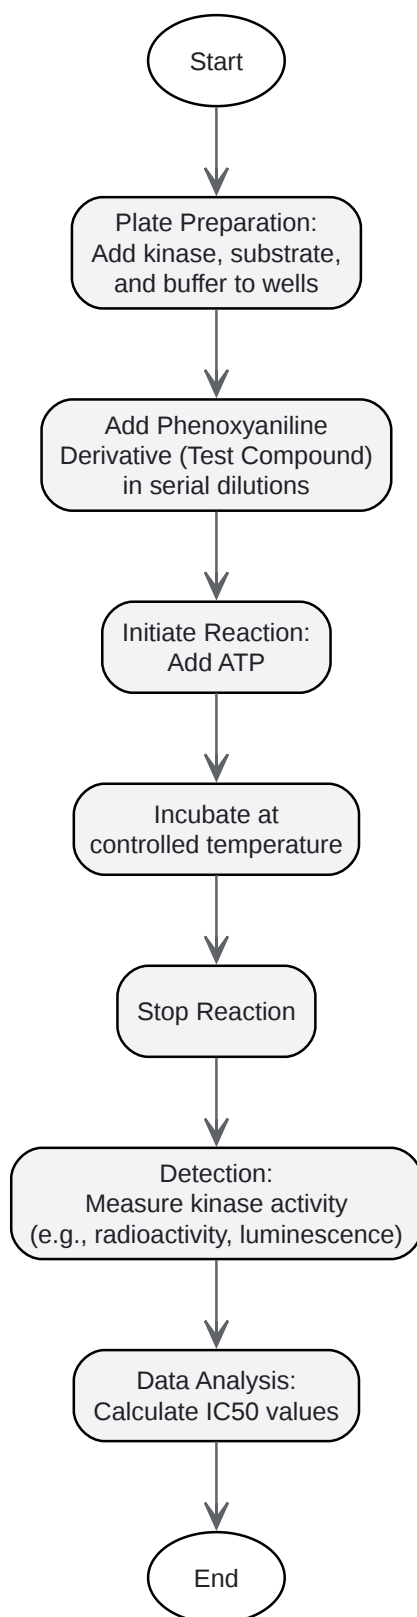 Start
Plate Preparation:
Add kinase, substrate,
and buffer to wells
Add Phenoxyaniline
Derivative (Test Compound)
in serial dilutions
Initiate Reaction:
Add ATP
Incubate at
controlled temperature
Stop Reaction
Detection:
Measure kinase activity
(e.g., radioactivity, luminescence)
Data Analysis:
Calculate IC50 values
End